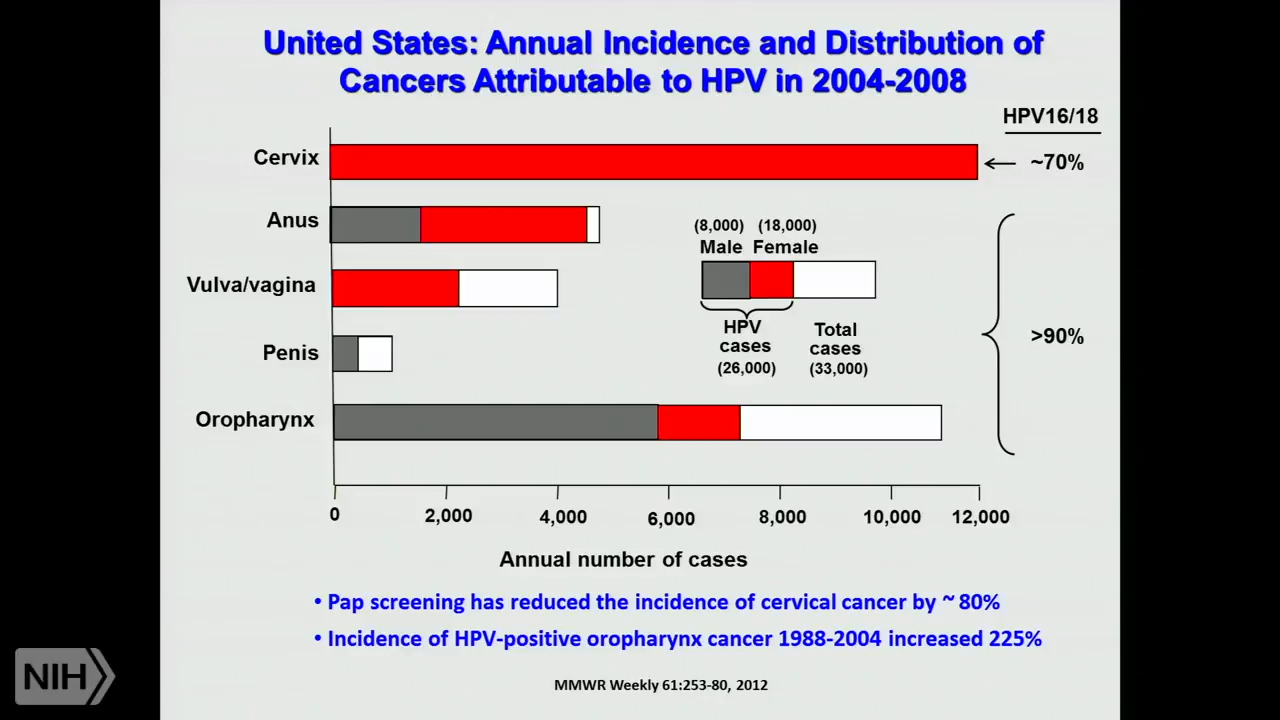 United States: Annual Incidence and Distribution of
Cancers Attributable to HPV in 2004-2008
HPV16/18
Cervix
~70%
Anus
(8,000) (18,000)
Male Female
Vulva/vagina
HPV cases (26,000)
Total cases (33,000)
>90%
Penis
Oropharynx
0 2,000 4,000 6,000 8,000 10,000 12,000
Annual number of cases
• Pap screening has reduced the incidence of cervical cancer by ~ 80%
• Incidence of HPV-positive oropharynx cancer 1988-2004 increased 225%
NIH
MMWR Weekly 61:253-80, 2012